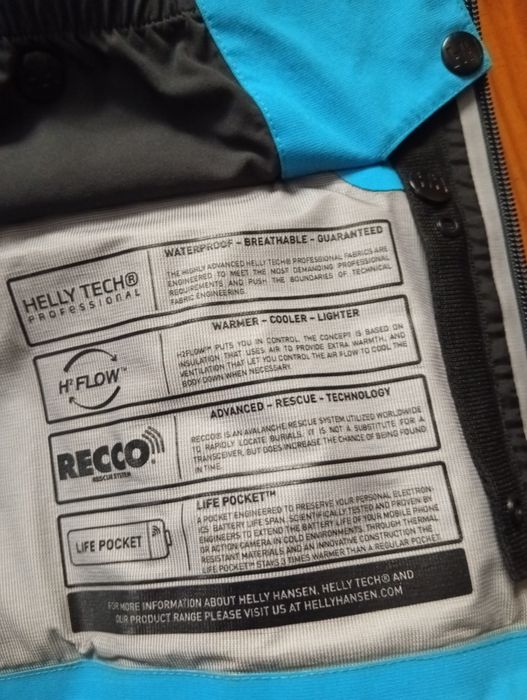 HELLY TECH®
PROFESSIONAL
WATERPROOF - BREATHABLE - GUARANTEED
THE HIGHLY ADVANCED HELLY TECH® PROFESSIONAL FABRICS ARE
ENGINEERED TO MEET THE MOST DEMANDING PROFESSIONAL
REQUIREMENTS AND PUSH THE BOUNDARIES OF TECHNICAL
FABRIC ENGINEERING.
H²FLOW™
WARMER - COOLER - LIGHTER
H²FLOW™ PUTS YOU IN CONTROL. THE CONCEPT IS BASED ON
INSULATION THAT USES AIR TO PROVIDE EXTRA WARMTH, AND
VENTILATION THAT LET YOU CONTROL THE AIR FLOW TO COOL THE
BODY DOWN WHEN NECESSARY.
RECCO®
RESCUE SYSTEM
ADVANCED - RESCUE - TECHNOLOGY
RECCO® IS AN AVALANCHE RESCUE SYSTEM UTILIZED WORLDWIDE
TO RAPIDLY LOCATE BURIALS. IT IS NOT A SUBSTITUTE FOR A
TRANSCEIVER, BUT DOES INCREASE THE CHANCE OF BEING FOUND
IN TIME.
LIFE POCKET
LIFE POCKET™
A POCKET ENGINEERED TO PRESERVE YOUR PERSONAL ELECTRON-
ICS BATTERY LIFE SPAN. SCIENTIFICALLY TESTED AND PROVEN BY
ENGINEERS TO EXTEND THE BATTERY LIFE OF YOUR MOBILE PHONE
OR ACTION CAMERA IN COLD ENVIRONMENTS. THROUGH THERMAL
RESISTANT MATERIALS AND AN INNOVATIVE CONSTRUCTION THE
LIFE POCKET™ STAYS 3 TIMES WARMER THAN A REGULAR POCKET.
FOR MORE INFORMATION ABOUT HELLY HANSEN, HELLY TECH® AND
OUR PRODUCT RANGE PLEASE VISIT US AT HELLYHANSEN.COM